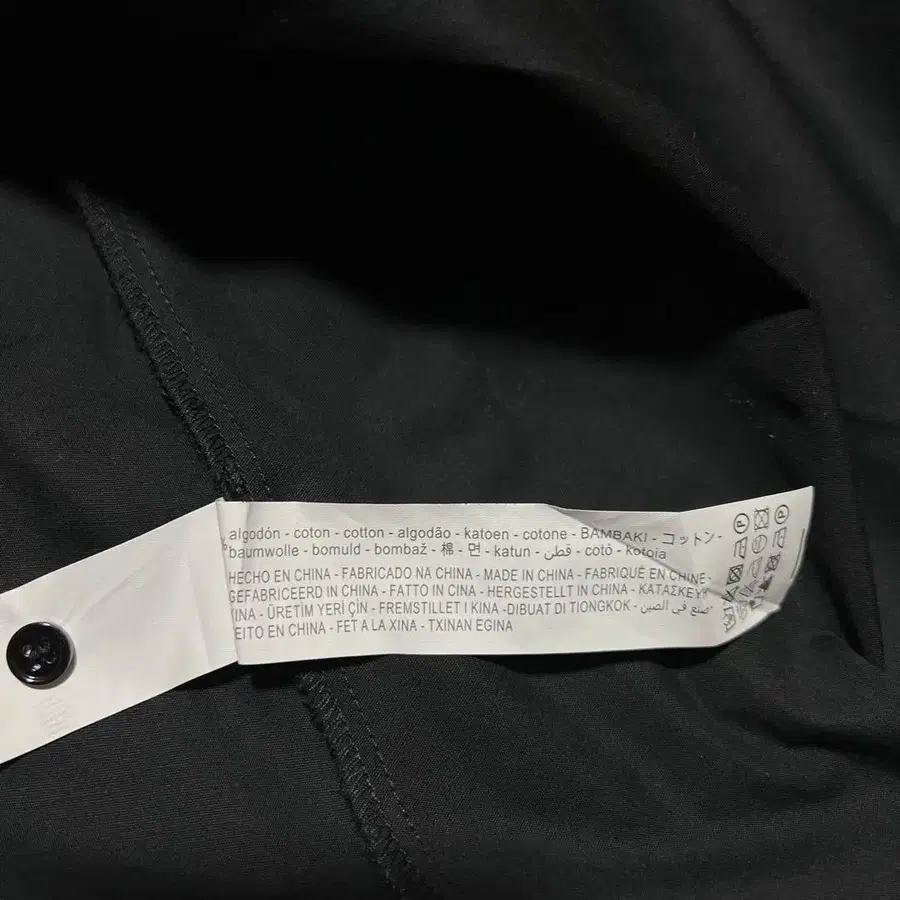 % algodón - coton - cotton - algodão - katoen - cotone - BAMBAKI - コットン -
baumwolle - bomuld - bombaž - 棉 - 면 - katun - قطن - cotó - kotoia
HECHO EN CHINA - FABRICADO NA CHINA - MADE IN CHINA - FABRIQUÉ EN CHINE -
GEFABRICEERD IN CHINA - FATTO IN CINA - HERGESTELLT IN CHINA -
KINA - ÜRETİM YERİ ÇİN - FREMSTILLET I KINA - DIBUAT DI TIONGKOK - صنع في الصين
FEITO EN CHINA - FET A LA XINA - TXINAN EGINA
P
P